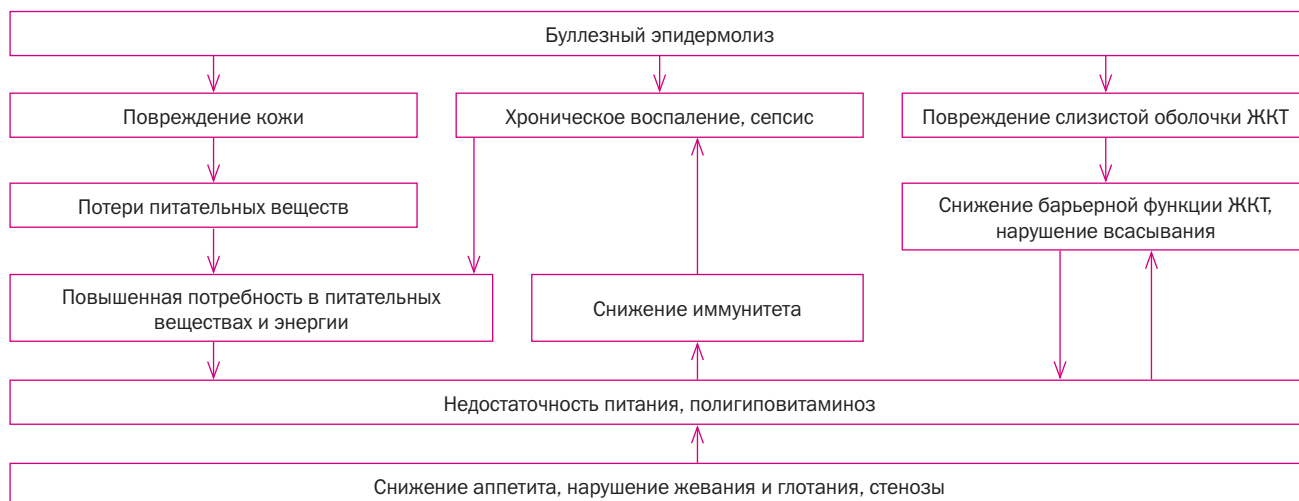 Буллезный эпидермолиз
Повреждение кожи
Хроническое воспаление, сепсис
Повреждение слизистой оболочки ЖКТ
Потери питательных веществ
Снижение барьерной функции ЖКТ,
нарушение всасывания
Повышенная потребность в питательных
веществах и энергии
Снижение иммунитета
Недостаточность питания, полигиповитаминоз
Снижение аппетита, нарушение жевания и глотания, стенозы